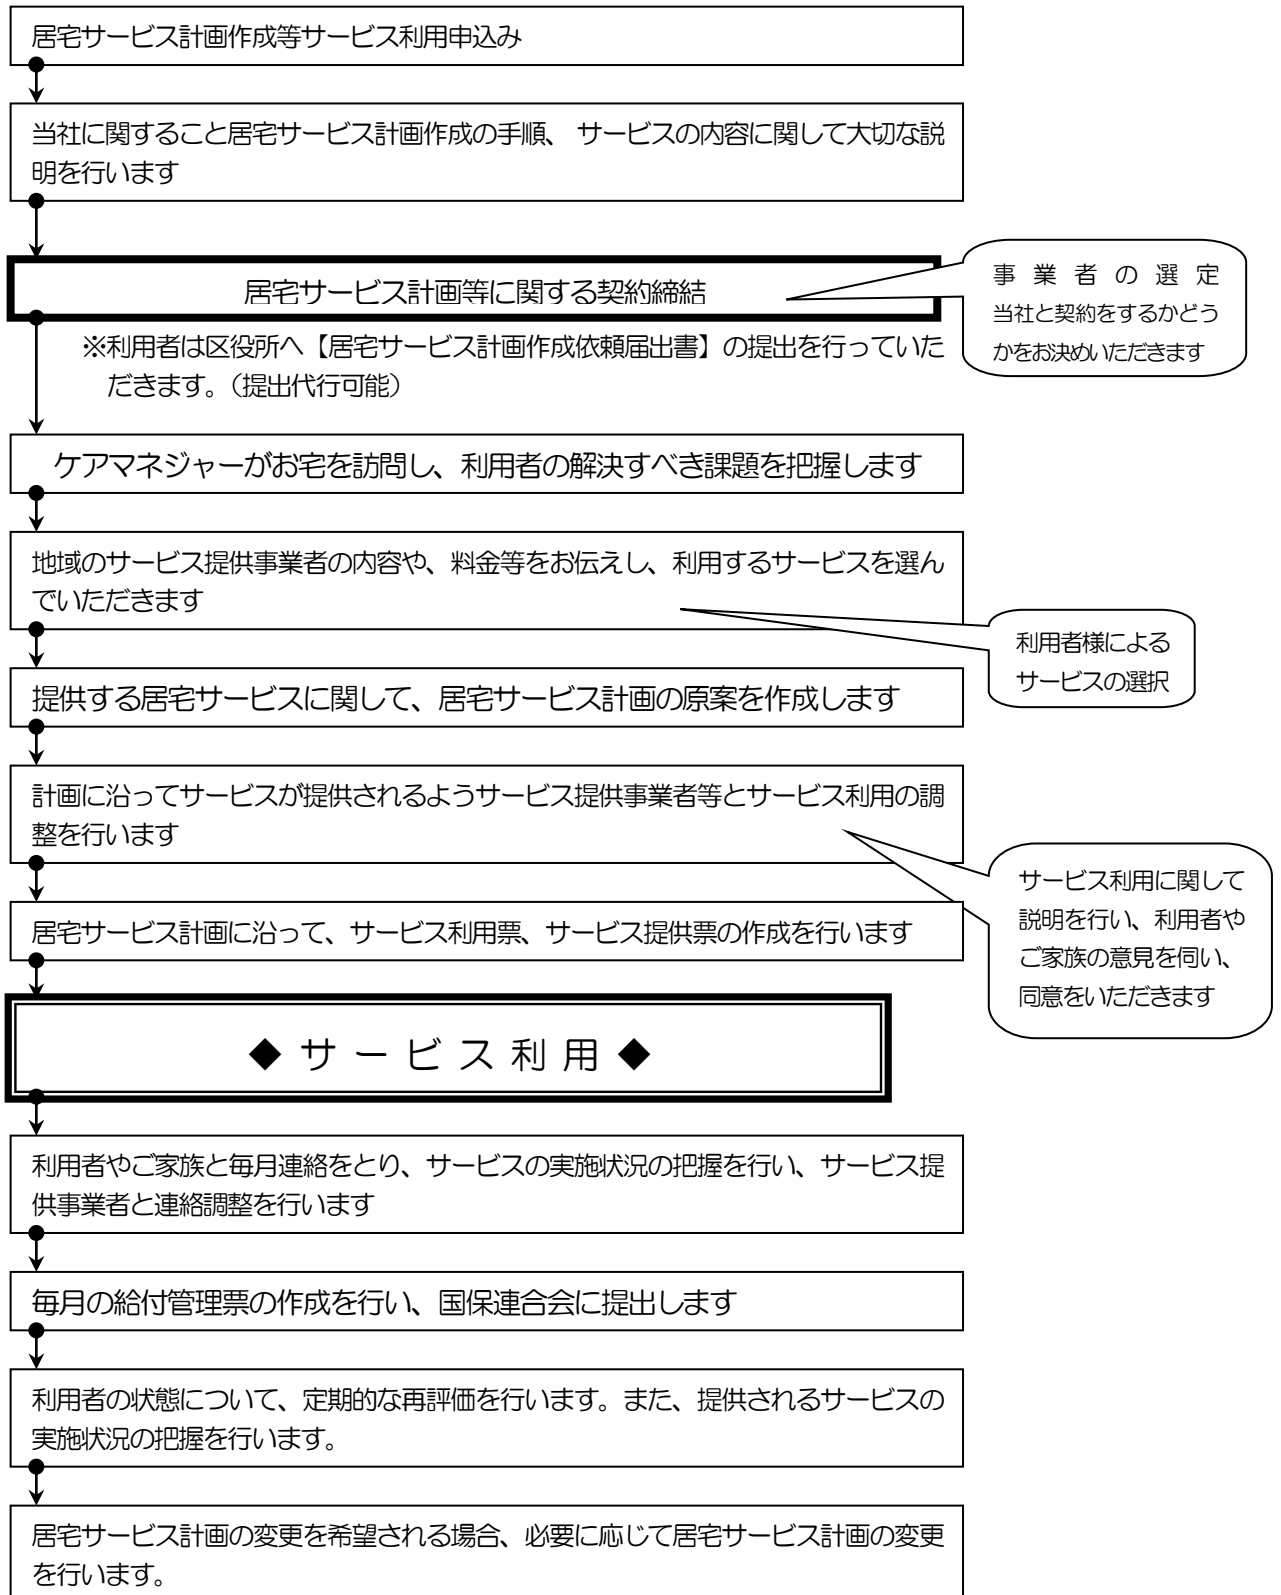 居宅サービス計画作成等サービス利用申込み
当社に関すること居宅サービス計画作成の手順、 サービスの内容に関して大切な説
明を行います
居宅サービス計画等に関する契約締結
事業者の選定
当社と契約をするかどう
かをお決めいただきます
※利用者は区役所へ【居宅サービス計画作成依頼届出書】の提出を行っていた
だきます。（提出代行可能）
ケアマネジャーがお宅を訪問し、利用者の解決すべき課題を把握します
地域のサービス提供事業者の内容や、料金等をお伝えし、利用するサービスを選ん
でいただきます
利用者様による
サービスの選択
提供する居宅サービスに関して、居宅サービス計画の原案を作成します
計画に沿ってサービスが提供されるようサービス提供事業者等とサービス利用の調
整を行います
サービス利用に関して
説明を行い、利用者や
ご家族の意見を伺い、
同意をいただきます
居宅サービス計画に沿って、サービス利用票、サービス提供票の作成を行います
◆サービス利用◆
利用者やご家族と毎月連絡をとり、サービスの実施状況の把握を行い、サービス提
供事業者と連絡調整を行います
毎月の給付管理票の作成を行い、国保連合会に提出します
利用者の状態について、定期的な再評価を行います。また、提供されるサービスの
実施状況の把握を行います。
居宅サービス計画の変更を希望される場合、必要に応じて居宅サービス計画の変更
を行います。